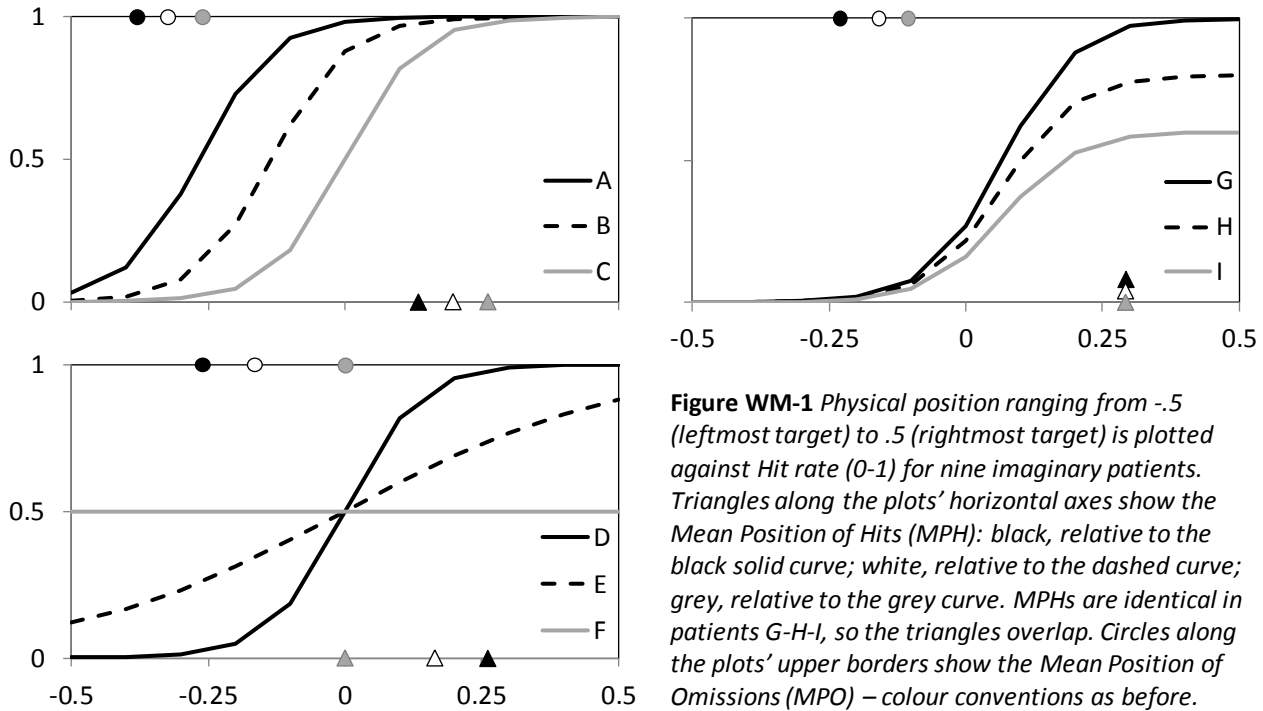 1
0.5
0
A
B
C
-0.5 -0.25 0 0.25 0.5
G
H
I
1
0.5
0
D
E
F
-0.5 -0.25 0 0.25 0.5
Figure WM-1 Physical position ranging from -.5
(leftmost target) to .5 (rightmost target) is plotted
against Hit rate (0-1) for nine imaginary patients.
Triangles along the plots’ horizontal axes show the
Mean Position of Hits (MPH): black, relative to the
black solid curve; white, relative to the dashed curve;
grey, relative to the grey curve. MPHs are identical in
patients G-H-I, so the triangles overlap. Circles along
the plots’ upper borders show the Mean Position of
Omissions (MPO) – colour conventions as before.